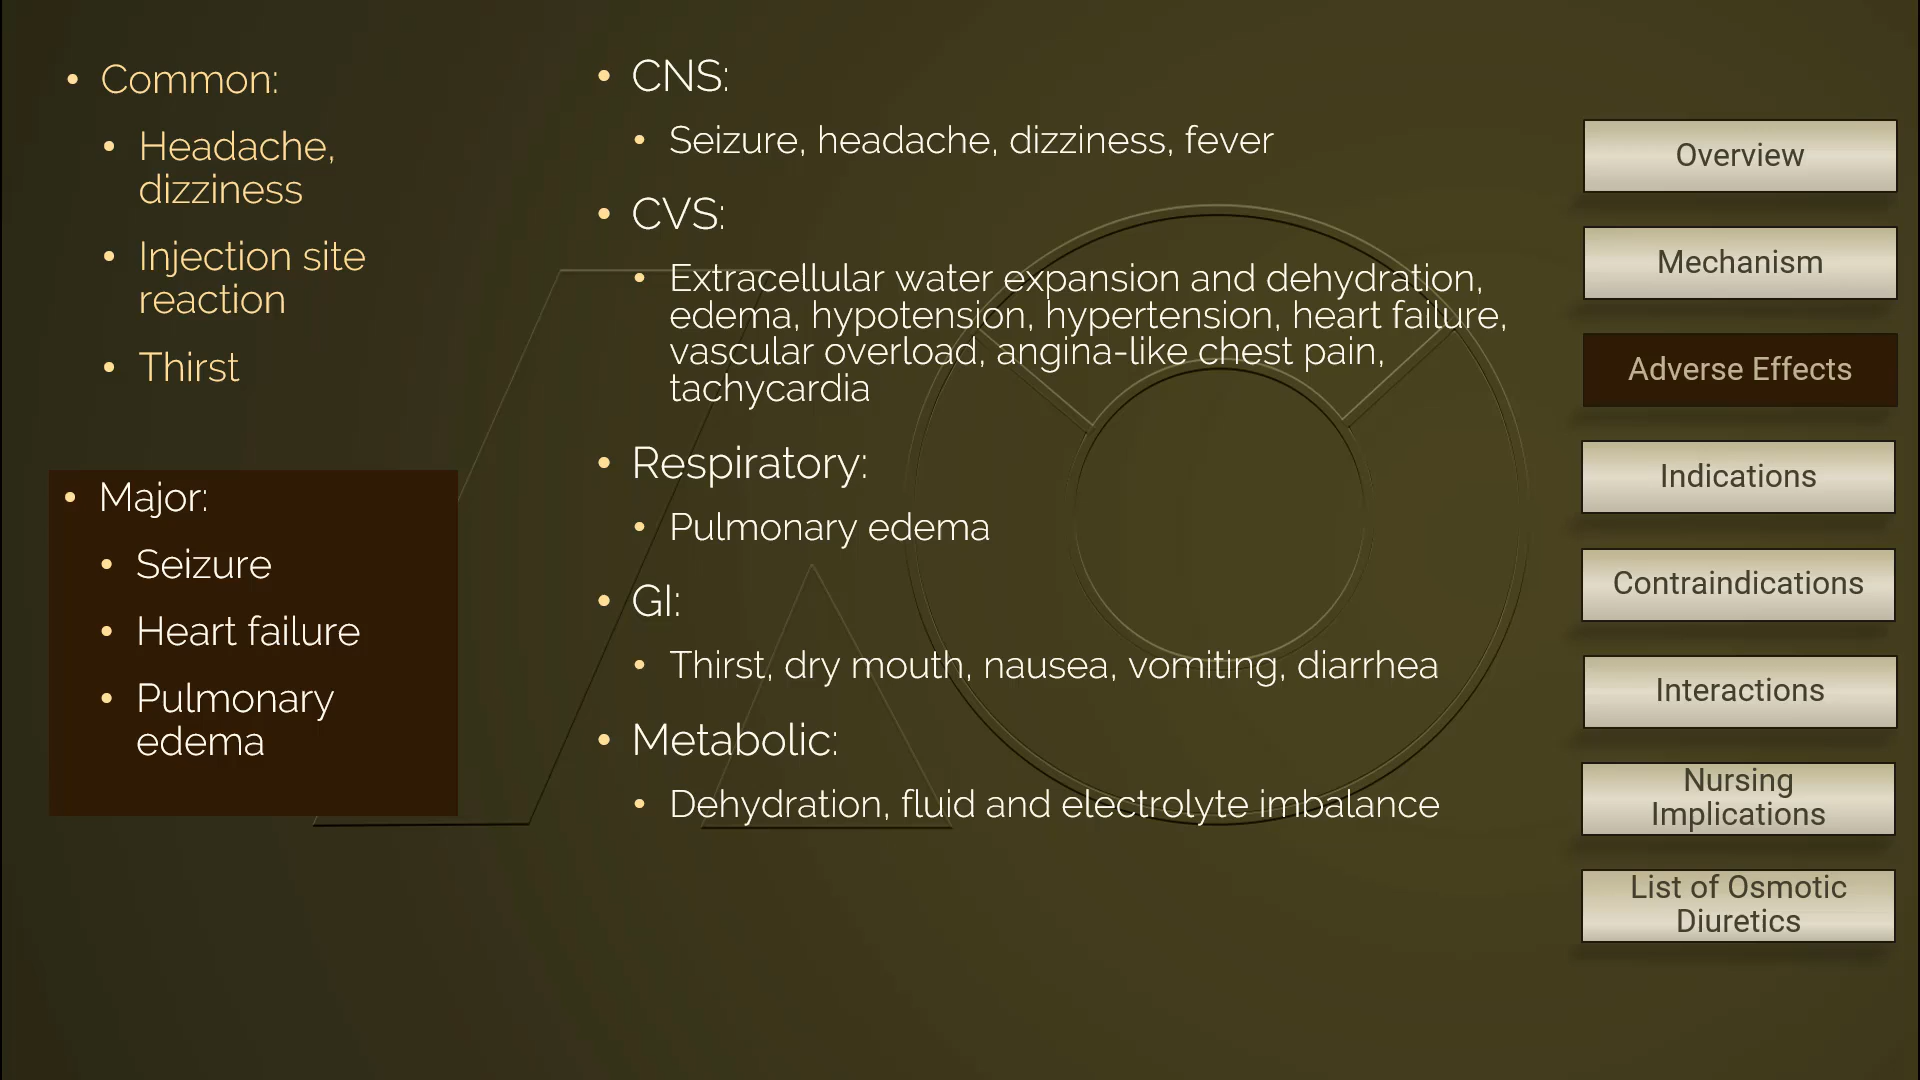 • Common:
• Headache,
dizziness
• Injection site
reaction
• Thirst
• Major:
• Seizure
• Heart failure
• Pulmonary
edema
• CNS:
• Seizure, headache, dizziness, fever
• CVS:
• Extracellular water expansion and dehydration,
edema, hypotension, hypertension, heart failure,
vascular overload, angina-like chest pain,
tachycardia
• Respiratory:
• Pulmonary edema
• GI:
• Thirst, dry mouth, nausea, vomiting, diarrhea
• Metabolic:
• Dehydration, fluid and electrolyte imbalance
Overview
Mechanism
Adverse Effects
Indications
Contraindications
Interactions
Nursing
Implications
List of Osmotic
Diuretics